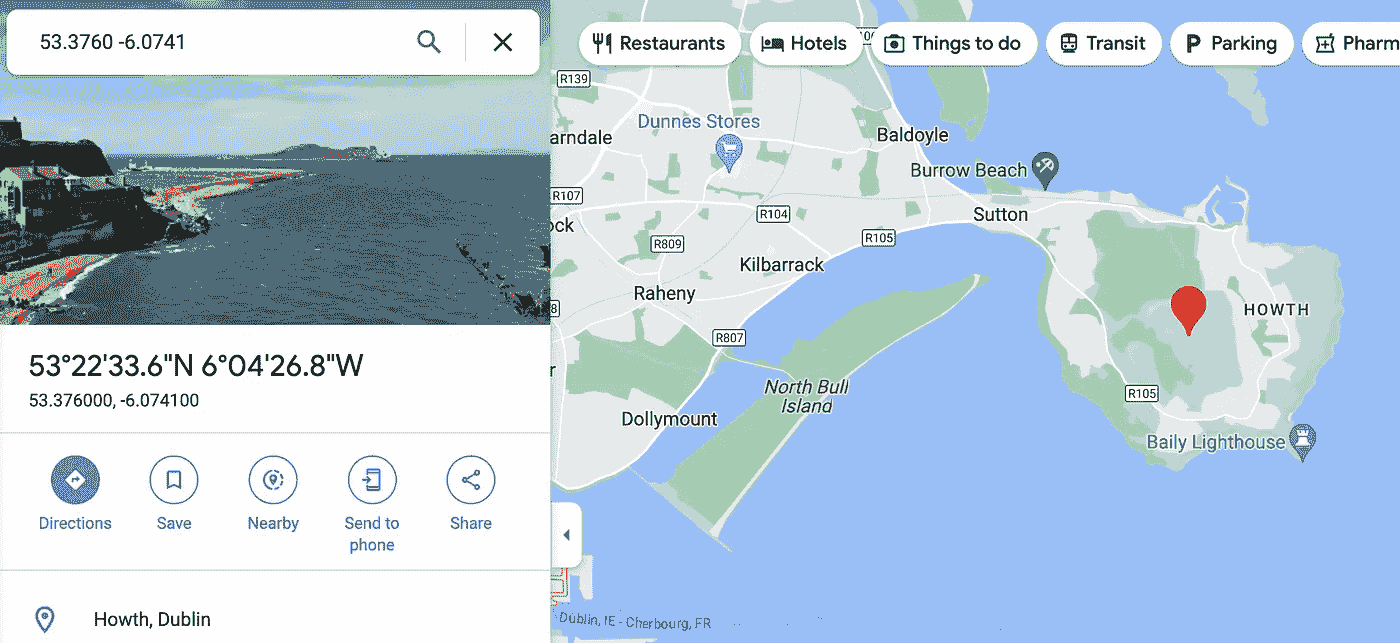 53.3760 -6.0741
Restaurants
Hotels
Things to do
Transit
Parking
Pharm
R139
Dunnes Stores
arndale
Baldoyle
Burrow Beach
R107
R104
Sutton
ock
R809
R105
Kilbarrack
Raheny
HOWTH
8
R807
r
North Bull
Island
R105
Dollymount
Baily Lighthouse
53°22'33.6"N 6°04'26.8"W
53.376000, -6.074100
Directions
Save
Nearby
Send to
phone
Share
Howth, Dublin
Dublin, IE - Cherbourg, FR